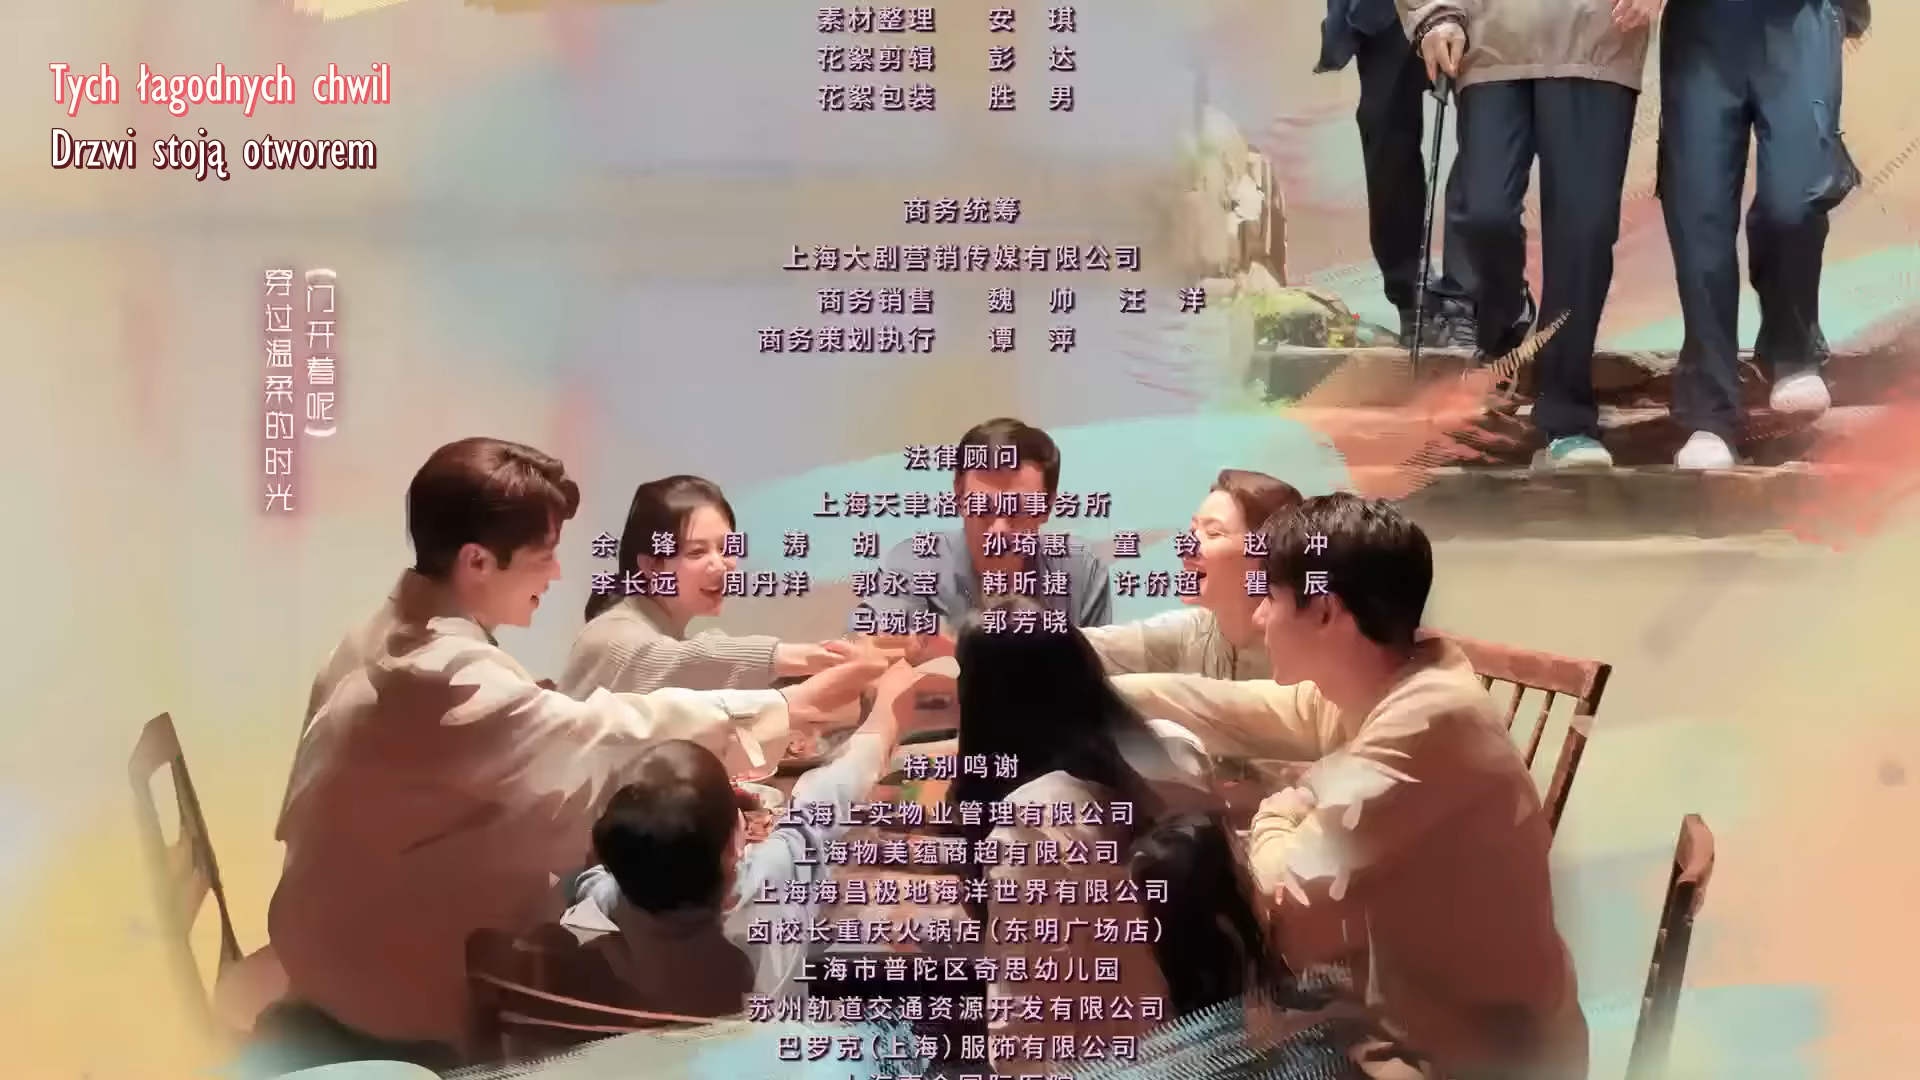 Tych łagodnych chwil
Drzwi stoją otworem
(门开着呢)
穿过温柔的时光
素材整理 安 琪
花絮剪辑 彭 达
花絮包装 胜 男
商务统筹
上海大剧营销传媒有限公司
商务销售 魏 帅 汪 洋
商务策划执行 谭 萍
法律顾问
上海天聿格律师事务所
余 锋 周 涛 胡 敏 孙琦惠 童 铃 赵 冲
李长远 周丹洋 郭永莹 韩昕捷 许侨超 瞿 辰
马琬钧 郭芳晓
特别鸣谢
上海上实物业管理有限公司
上海物美蕴商超有限公司
上海海昌极地海洋世界有限公司
卤校长重庆火锅店(东明广场店)
上海市普陀区奇思幼儿园
苏州轨道交通资源开发有限公司
巴罗克(上海)服饰有限公司